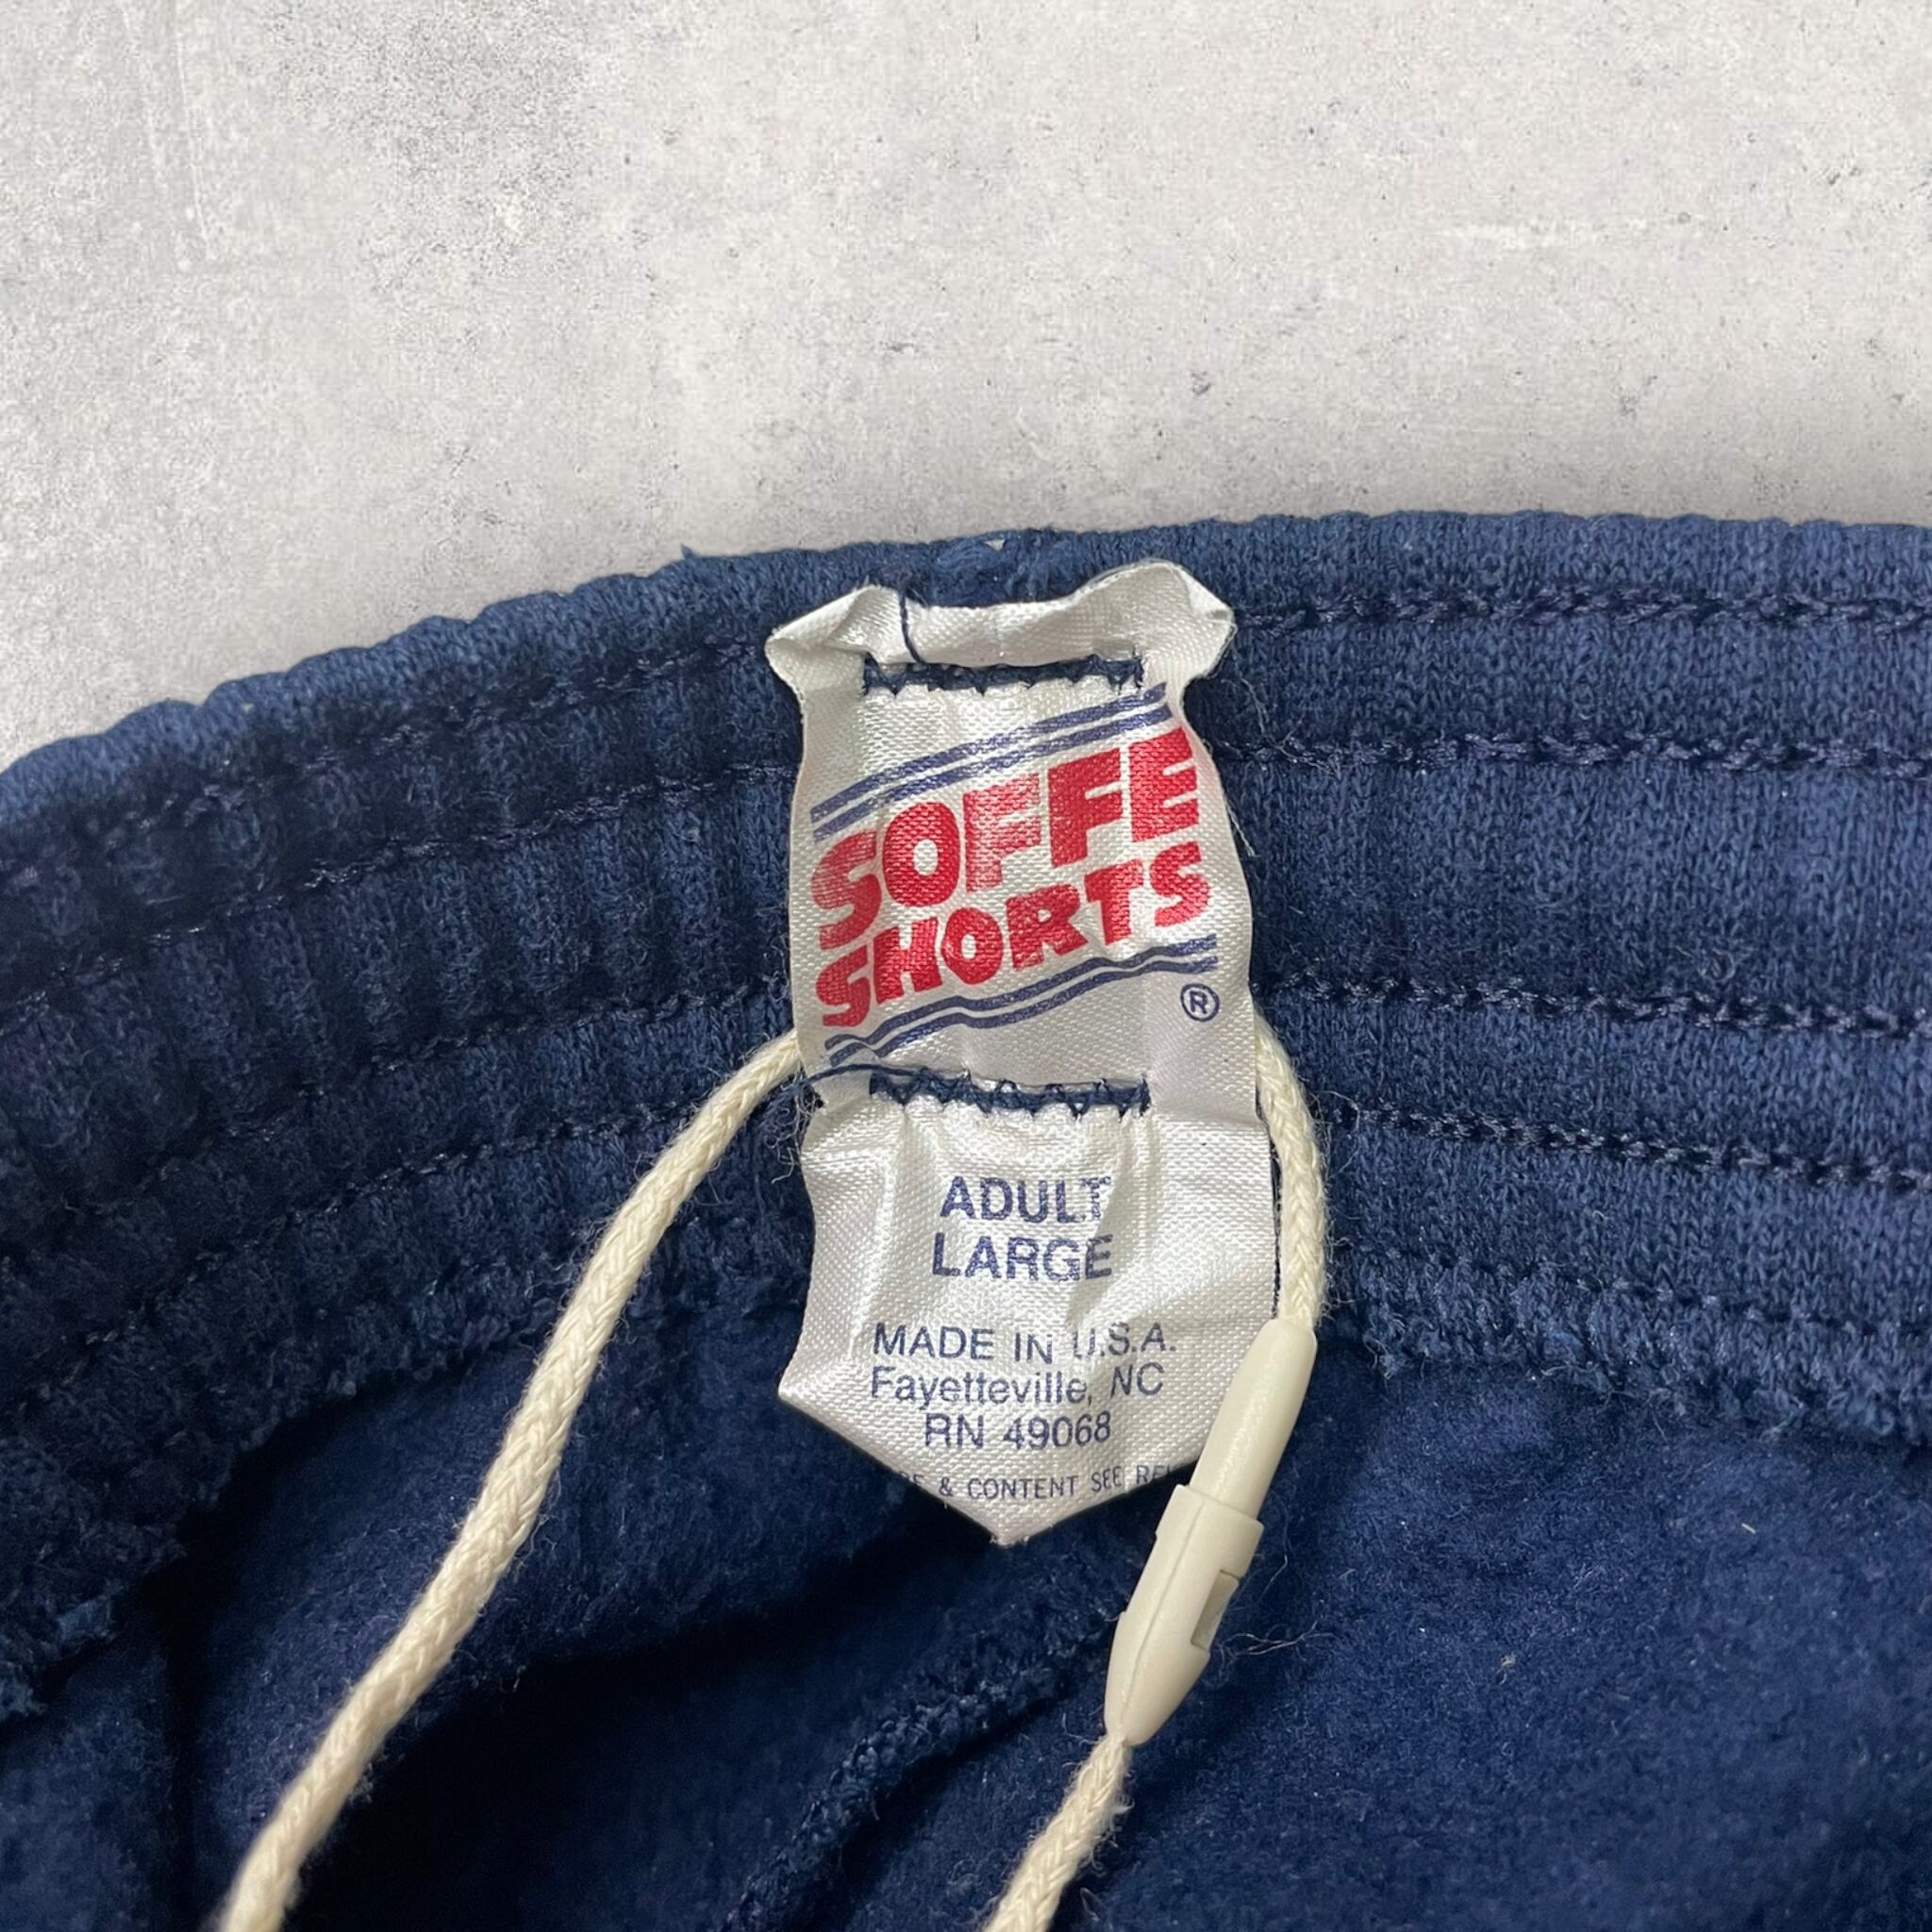 SOFFE
SHORTS
®
ADULT
LARGE
MADE IN U.S.A.
Fayetteville, NC
RN 49068
& CONTENT SEE